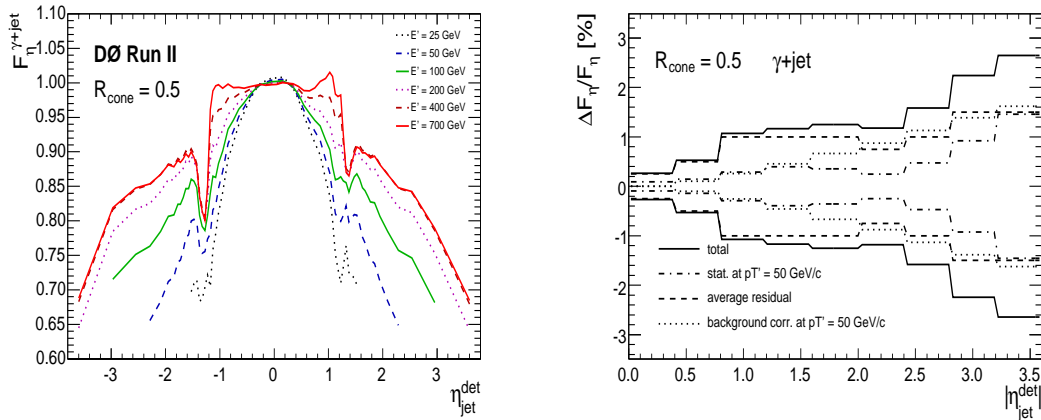 F_η^γ+jet
1.10
1.05
1.00
0.95
0.90
0.85
0.80
0.75
0.70
0.65
0.60
DØ Run II
R_cone = 0.5
E' = 25 GeV
E' = 50 GeV
E' = 100 GeV
E' = 200 GeV
E' = 400 GeV
E' = 700 GeV
-3 -2 -1 0 1 2 3
η_jet^det
ΔF_η/F_η [%]
3
2
1
0
-1
-2
-3
R_cone = 0.5 γ+jet
total
stat. at pT' = 50 GeV/c
average residual
background corr. at pT' = 50 GeV/c
0.0 0.5 1.0 1.5 2.0 2.5 3.0 3.5
|η_jet^det|